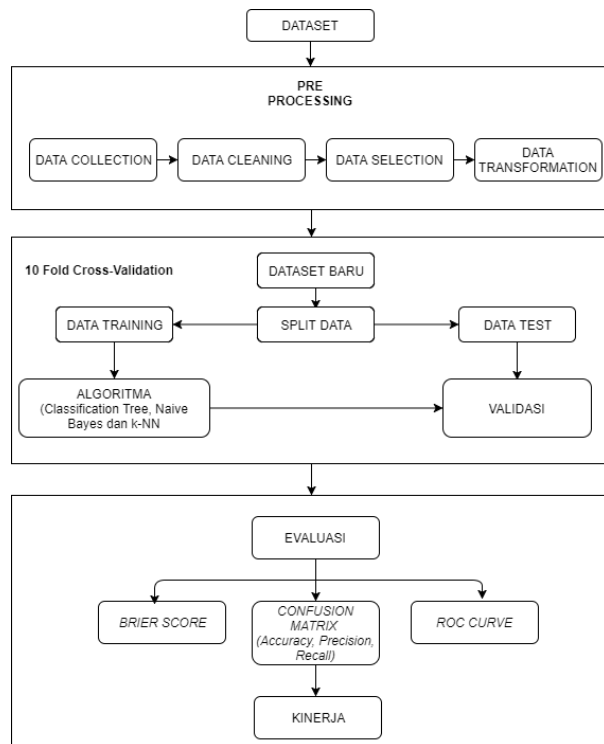 DATASET
PRE
PROCESSING
DATA COLLECTION
DATA CLEANING
DATA SELECTION
DATA
TRANSFORMATION
10 Fold Cross-Validation
DATASET BARU
DATA TRAINING
SPLIT DATA
DATA TEST
ALGORITMA
(Classification Tree, Naive
Bayes dan k-NN
VALIDASI
EVALUASI
BRIER SCORE
CONFUSION
MATRIX
(Accuracy, Precision,
Recall)
ROC CURVE
KINERJA